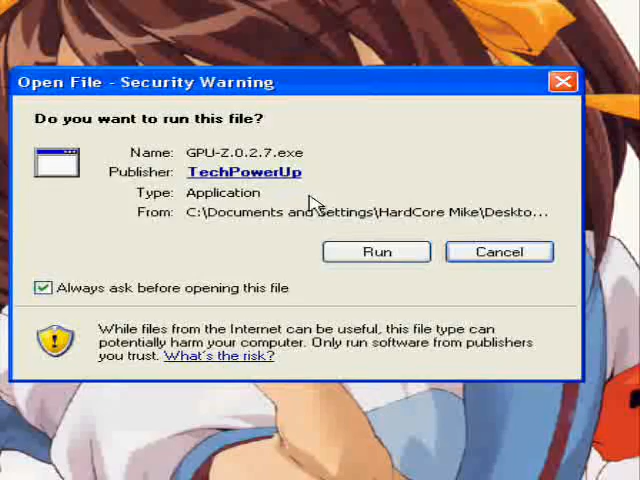 Open File - Security Warning
Do you want to run this file?
Name: GPU-Z.0.2.7.exe
Publisher: TechPowerUp
Type: Application
From: C:\Documents and Settings\HardCore Mike\Deskto...
Run Cancel
Always ask before opening this file
While files from the Internet can be useful, this file type can
potentially harm your computer. Only run software from publishers
you trust. What's the risk?